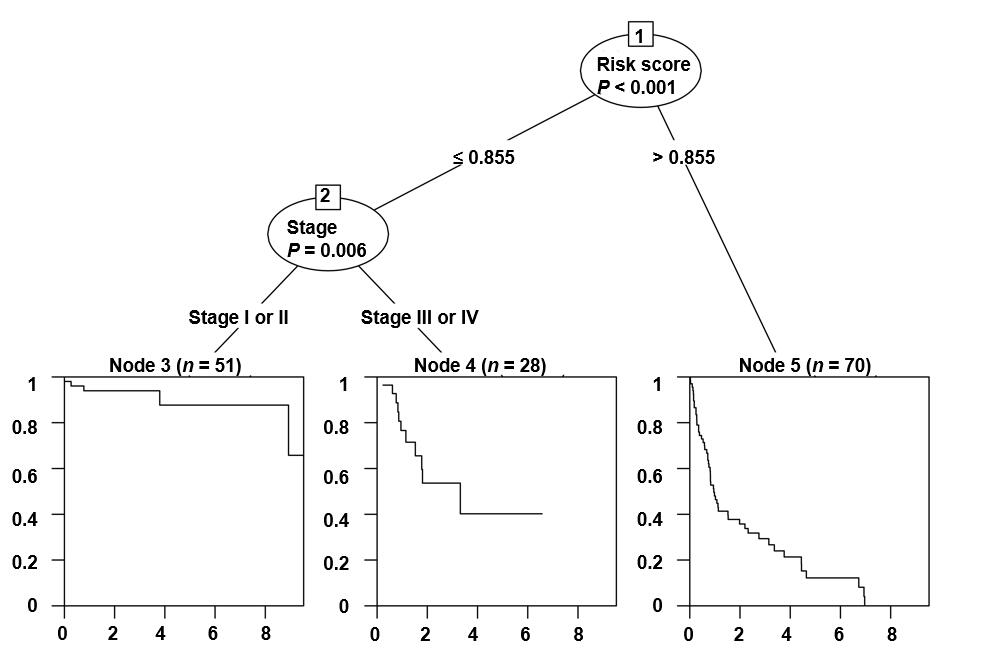 1
Risk score
P < 0.001
≤ 0.855
> 0.855
2
Stage
P = 0.006
Stage I or II
Stage III or IV
Node 3 (n = 51)
1
0.8
0.6
0.4
0.2
0
0 2 4 6 8
Node 4 (n = 28)
1
0.8
0.6
0.4
0.2
0
0 2 4 6 8
Node 5 (n = 70)
1
0.8
0.6
0.4
0.2
0
0 2 4 6 8